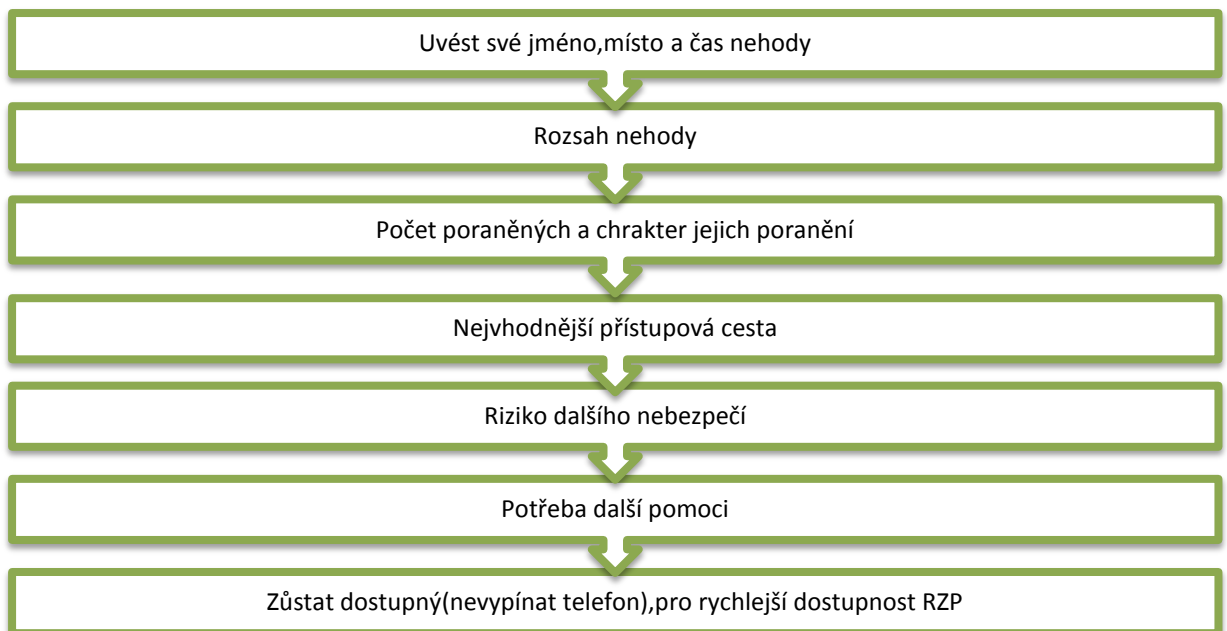 Uvést své jméno,místo a čas nehody
Rozsah nehody
Počet poraněných a chrakter jejich poranění
Nejvhodnější přístupová cesta
Riziko dalšího nebezpečí
Potřeba další pomoci
Zůstat dostupný(nevypínat telefon),pro rychlejší dostupnost RZP